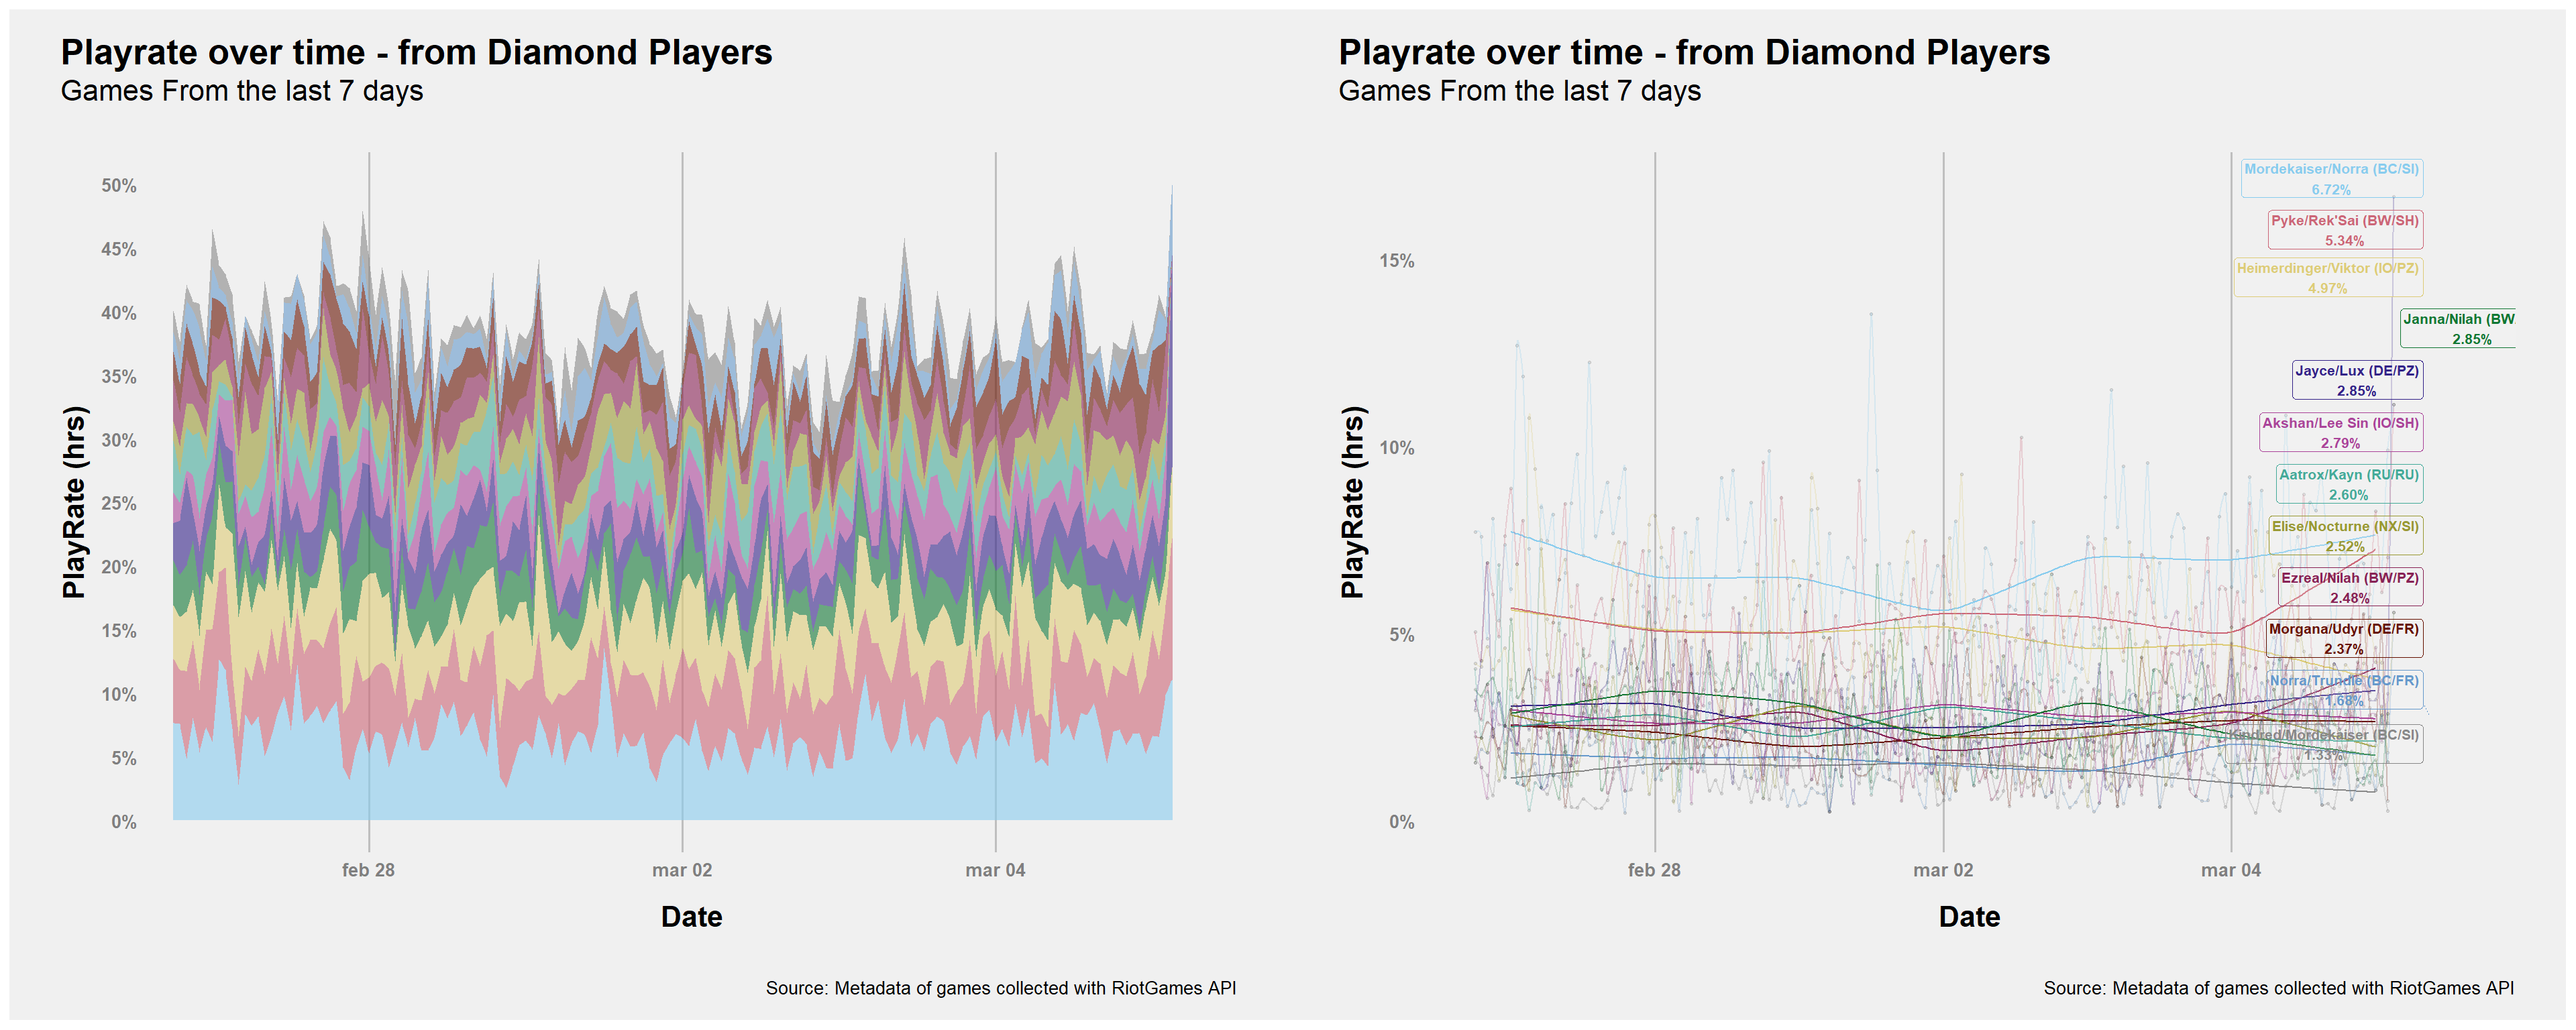 Playrate over time - from Diamond Players
Games From the last 7 days
50%
45%
40%
35%
30%
25%
20%
15%
10%
5%
0%
PlayRate (hrs)
feb 28
mar 02
mar 04
Date
Source: Metadata of games collected with RiotGames API
Playrate over time - from Diamond Players
Games From the last 7 days
15%
10%
5%
0%
PlayRate (hrs)
Mordekaiser/Norra (BC/SI)
6.72%
Pyke/Rek'Sai (BW/SH)
5.34%
Heimerdinger/Viktor (IO/PZ)
4.97%
Janna/Nilah (BW
2.85%
Jayce/Lux (DE/PZ)
2.85%
Akshan/Lee Sin (IO/SH)
2.79%
Aatrox/Kayn (RU/RU)
2.60%
Elise/Nocturne (NX/SI)
2.52%
Ezreal/Nilah (BW/PZ)
2.48%
Morgana/Udyr (DE/FR)
2.37%
Norra/Trundle (BC/FR)
1.68%
Kindred/Mordekaiser (BC/SI)
1.33%
feb 28
mar 02
mar 04
Date
Source: Metadata of games collected with RiotGames API